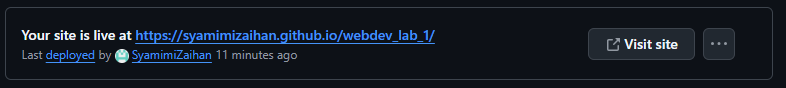 Your site is live at https://syamimizaihan.github.io/webdev_lab_1/
Last deployed by SyamimiZaihan 11 minutes ago
Visit site